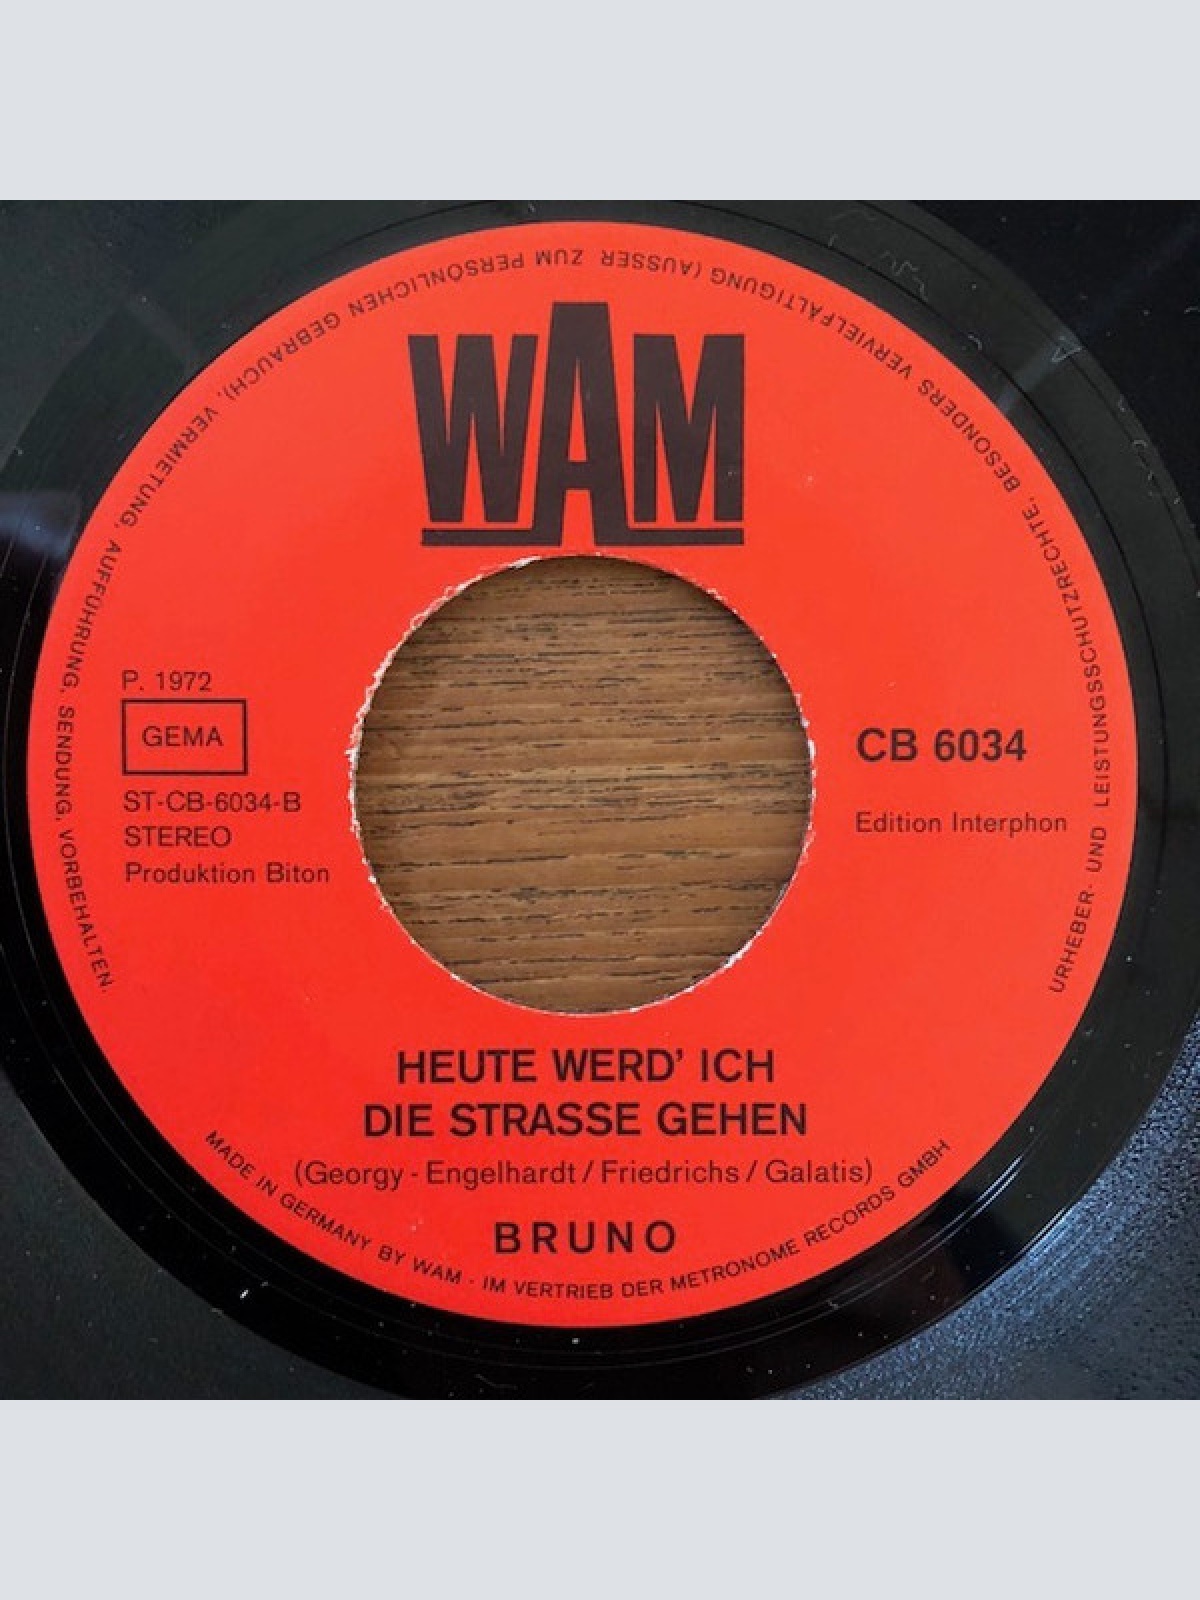 WAM
P. 1972
GEMA
ST-CB-6034-B
STEREO
Produktion Biton
CB 6034
Edition Interphon
HEUTE WERD' ICH
DIE STRASSE GEHEN
(Georgy - Engelhardt / Friedrichs / Galatis)
BRUNO
MADE IN GERMANY BY WAM · IM VERTRIEB DER METRONOME RECORDS GMBH
URHEBER- UND LEISTUNGSSCHUTZRECHTE, BESONDERS VERVIELFÄLTIGUNG (AUSSER ZUM PERSÖNLICHEN GEBRAUCH), VERMIETUNG, AUFFÜHRUNG, SENDUNG, VORBEHALTEN.